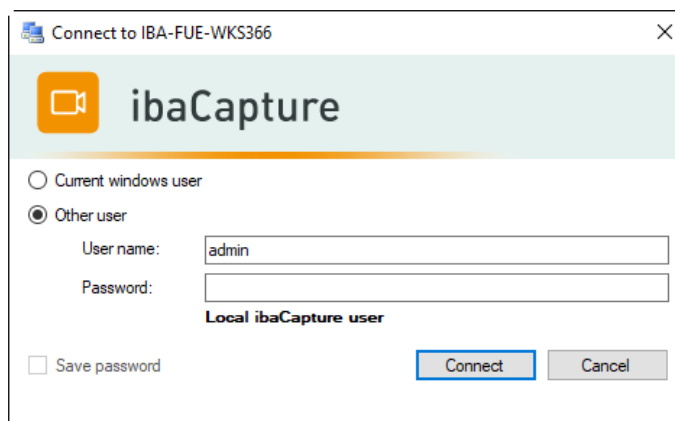 Connect to IBA-FUE-WKS366
ibaCapture
Current windows user
Other user
User name: admin
Password:
Local ibaCapture user
Save password Connect Cancel